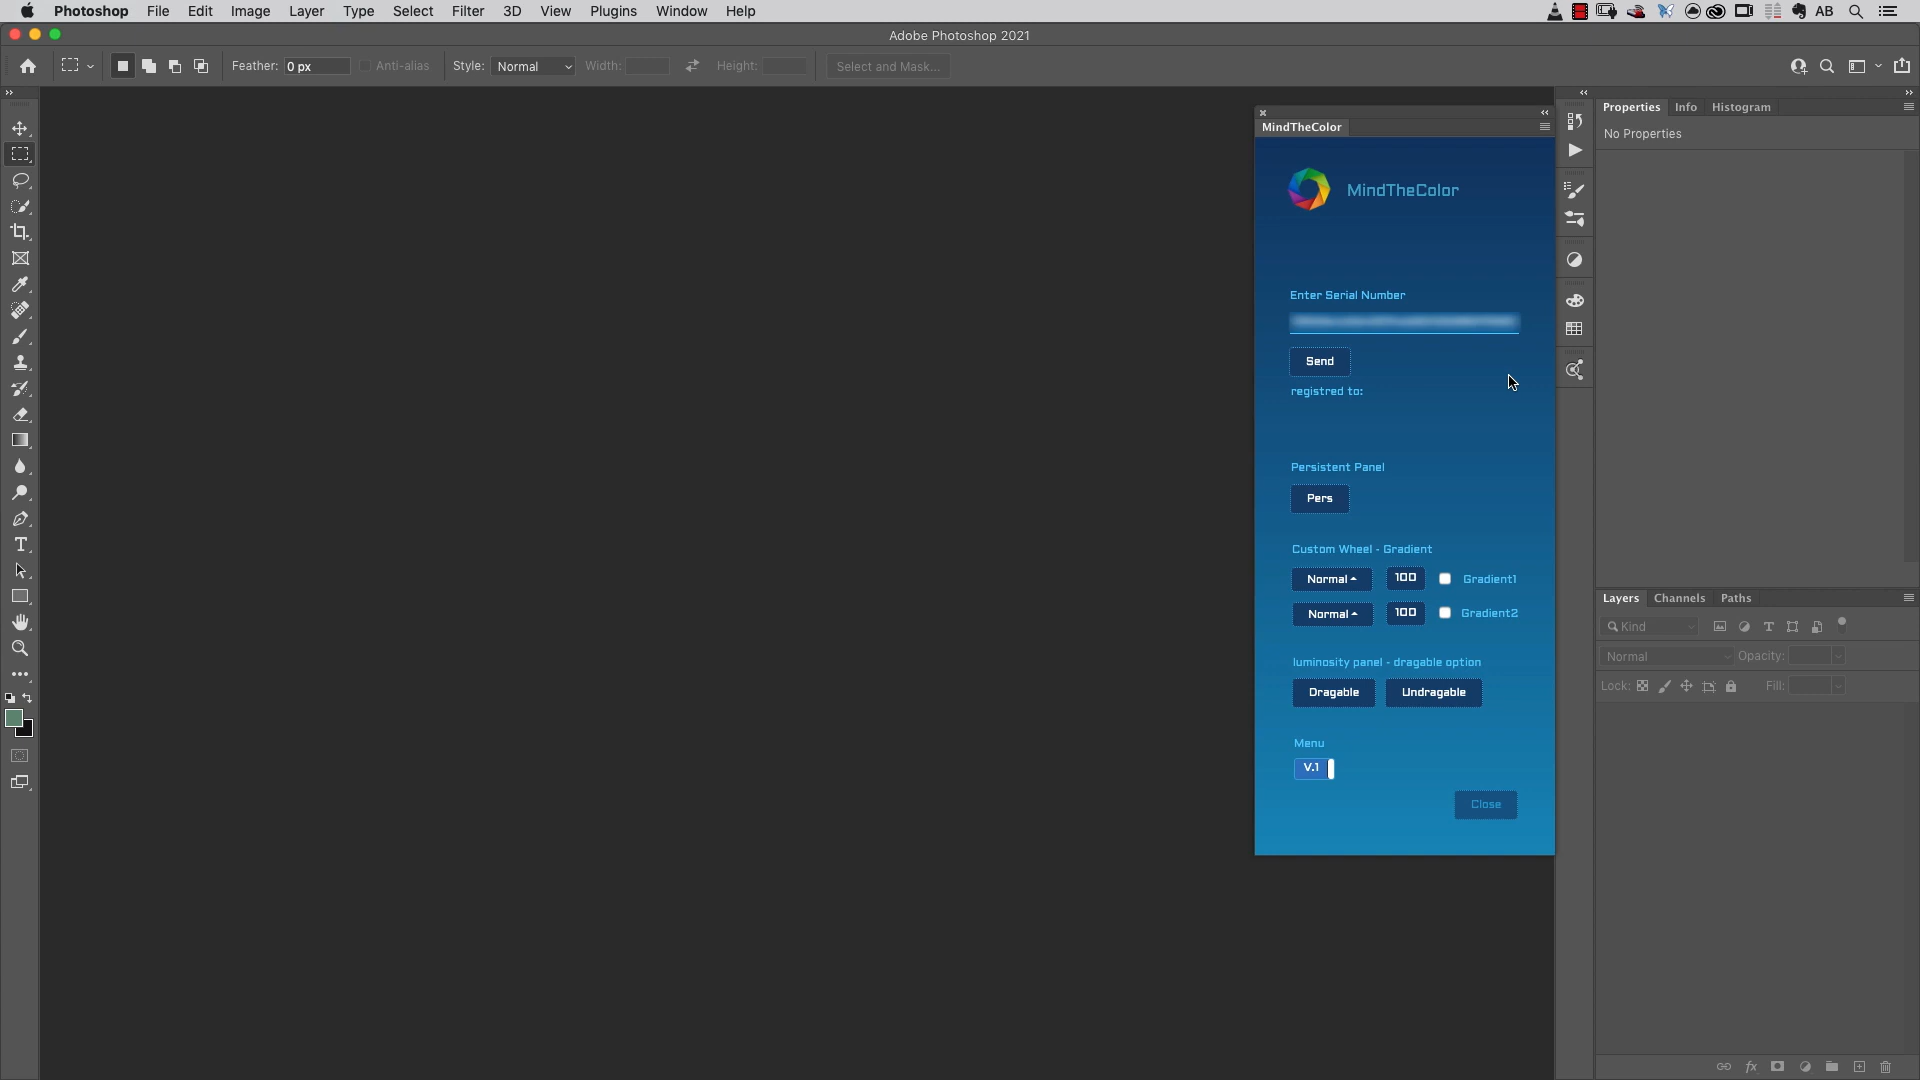 Photoshop File Edit Image Layer Type Select Filter 3D View Plugins Window Help AB
Adobe Photoshop 2021
Feather: 0 px Anti-alias Style: Normal Width: Height: Select and Mask...
MindTheColor
MindTheColor
Enter Serial Number
Send
registred to:
Persistent Panel
Pers
Custom Wheel - Gradient
Normal 100 Gradient1
Normal 100 Gradient2
luminosity panel - dragable option
Dragable Undragable
Menu
V.1
Close
Properties Info Histogram
No Properties
Layers Channels Paths
Kind
Normal Opacity:
Lock: Fill:
fx